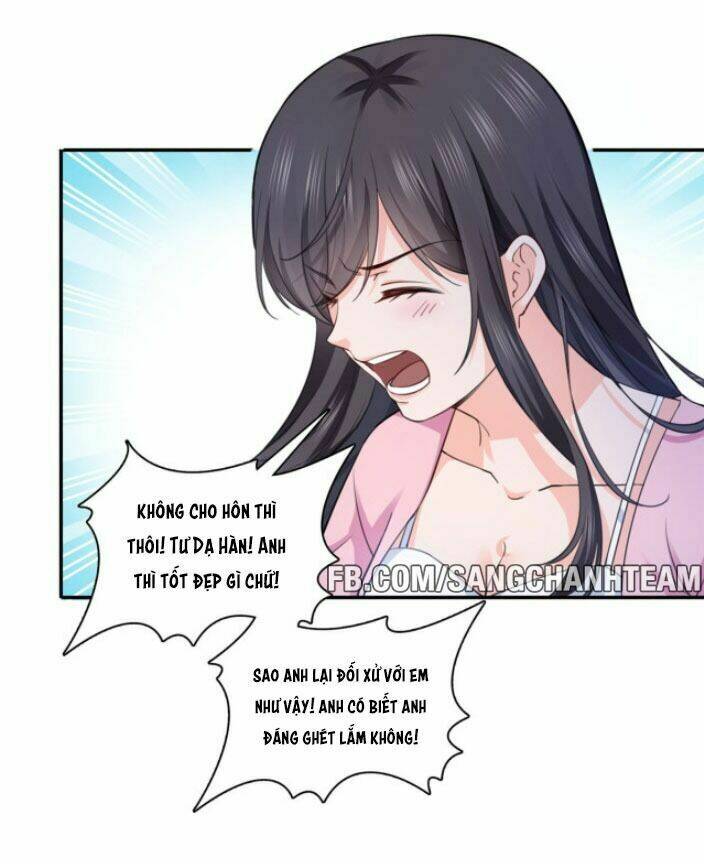 KHÔNG CHO HÔN THÌ
THÔI! TƯ DẠ HÀN! ANH
THÌ TỐT ĐẸP GÌ CHỨ!
FB.COM/SANGCHANHTEAM
SAO ANH LẠI ĐỐI XỬ VỚI EM
NHƯ VẬY! ANH CÓ BIẾT ANH
ĐÁNG GHÉT LẮM KHÔNG!